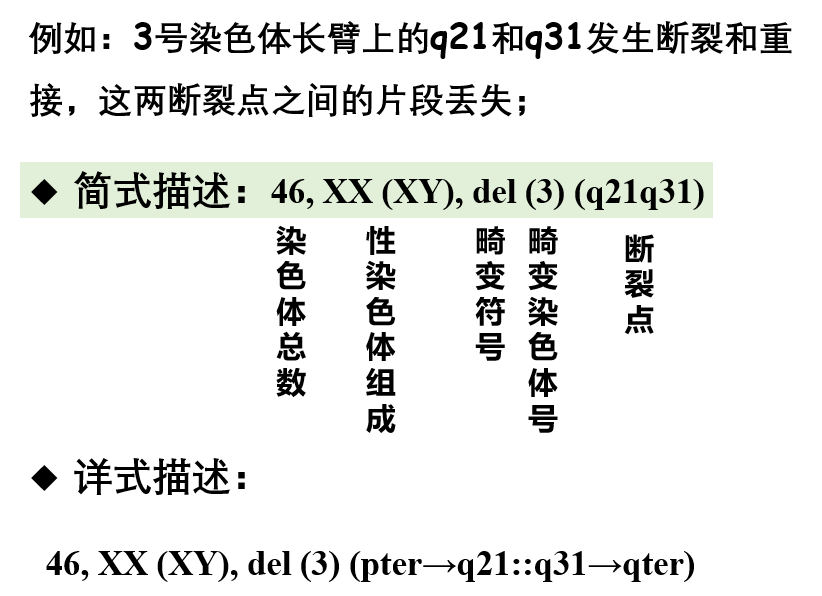 例如：3号染色体长臂上的q21和q31发生断裂和重
接，这两断裂点之间的片段丢失；
◆ 简式描述：46, XX (XY), del (3) (q21q31)
染色体总数
性染色体组成
畸变符号
畸变染色体号
断裂点
◆ 详式描述：
46, XX (XY), del (3) (pter→q21::q31→qter)